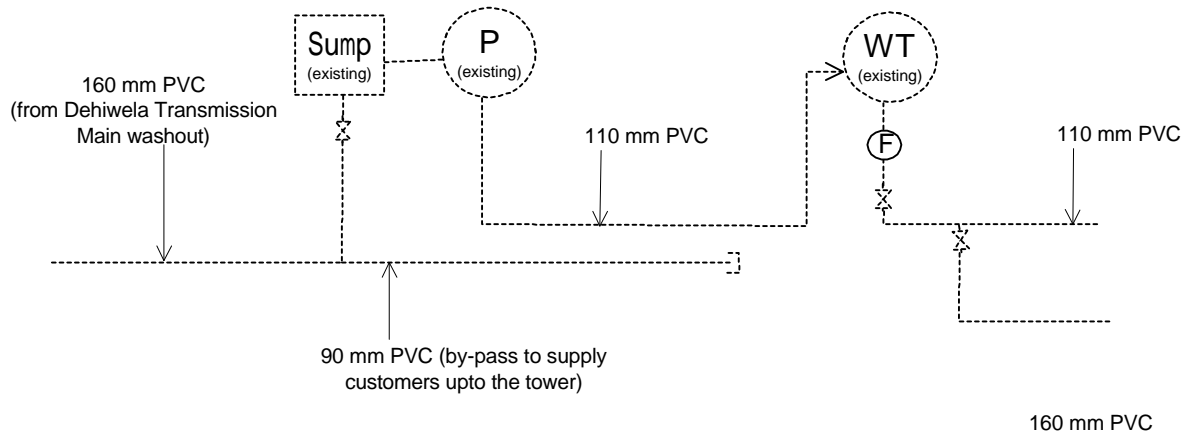 Sump
(existing)
P
(existing)
WT
(existing)
160 mm PVC
(from Dehiwela Transmission
Main washout)
110 mm PVC
F
110 mm PVC
90 mm PVC (by-pass to supply
customers upto the tower)
160 mm PVC